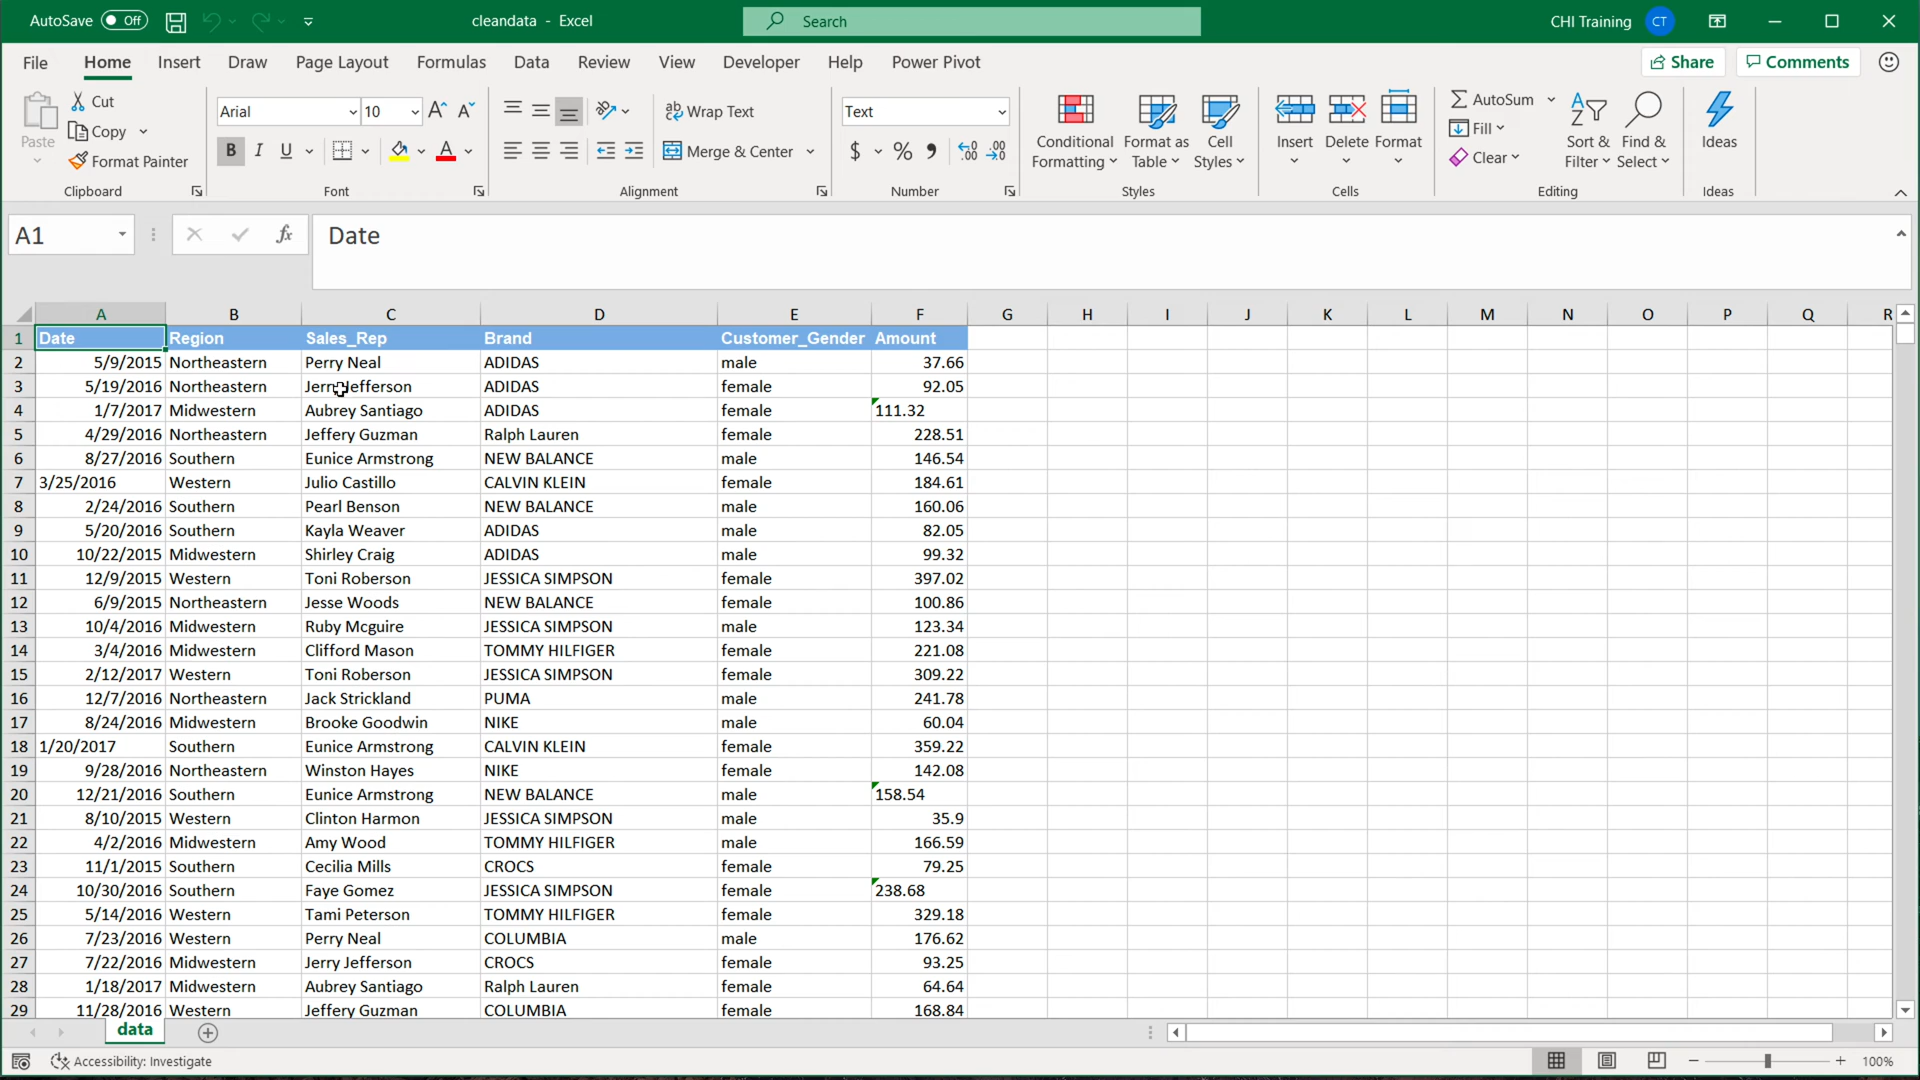 AutoSave Off cleandata - Excel Search CHI Training CT
File Home Insert Draw Page Layout Formulas Data Review View Developer Help Power Pivot Share Comments
Paste Cut Arial 10 Wrap Text Text Conditional Formatting Format as Table Cell Styles Insert Delete Format AutoSum Sort & Filter Find & Select Ideas
Copy Fill
Format Painter B I U A Merge & Center $ % Clear
Clipboard Font Alignment Number Styles Cells Editing Ideas
A1 fx Date
A B C D E F G H I J K L M N O P Q R
1 Date Region Sales_Rep Brand Customer_Gender Amount
2 5/9/2015 Northeastern Perry Neal ADIDAS male 37.66
3 5/19/2016 Northeastern Jerry Jefferson ADIDAS female 92.05
4 1/7/2017 Midwestern Aubrey Santiago ADIDAS female 111.32
5 4/29/2016 Northeastern Jeffery Guzman Ralph Lauren female 228.51
6 8/27/2016 Southern Eunice Armstrong NEW BALANCE male 146.54
7 3/25/2016 Western Julio Castillo CALVIN KLEIN female 184.61
8 2/24/2016 Southern Pearl Benson NEW BALANCE male 160.06
9 5/20/2016 Southern Kayla Weaver ADIDAS male 82.05
10 10/22/2015 Midwestern Shirley Craig ADIDAS male 99.32
11 12/9/2015 Western Toni Roberson JESSICA SIMPSON female 397.02
12 6/9/2015 Northeastern Jesse Woods NEW BALANCE female 100.86
13 10/4/2016 Midwestern Ruby Mcguire JESSICA SIMPSON male 123.34
14 3/4/2016 Midwestern Clifford Mason TOMMY HILFIGER female 221.08
15 2/12/2017 Western Toni Roberson JESSICA SIMPSON female 309.22
16 12/7/2016 Northeastern Jack Strickland PUMA male 241.78
17 8/24/2016 Midwestern Brooke Goodwin NIKE male 60.04
18 1/20/2017 Southern Eunice Armstrong CALVIN KLEIN female 359.22
19 9/28/2016 Northeastern Winston Hayes NIKE female 142.08
20 12/21/2016 Southern Eunice Armstrong NEW BALANCE male 158.54
21 8/10/2015 Western Clinton Harmon JESSICA SIMPSON male 35.9
22 4/2/2016 Midwestern Amy Wood TOMMY HILFIGER male 166.59
23 11/1/2015 Southern Cecilia Mills CROCS female 79.25
24 10/30/2016 Southern Faye Gomez JESSICA SIMPSON female 238.68
25 5/14/2016 Western Tami Peterson TOMMY HILFIGER female 329.18
26 7/23/2016 Western Perry Neal COLUMBIA male 176.62
27 7/22/2016 Midwestern Jerry Jefferson CROCS female 93.25
28 1/18/2017 Midwestern Aubrey Santiago Ralph Lauren female 64.64
29 11/28/2016 Western Jeffery Guzman COLUMBIA female 168.84
data
Accessibility: Investigate 100%